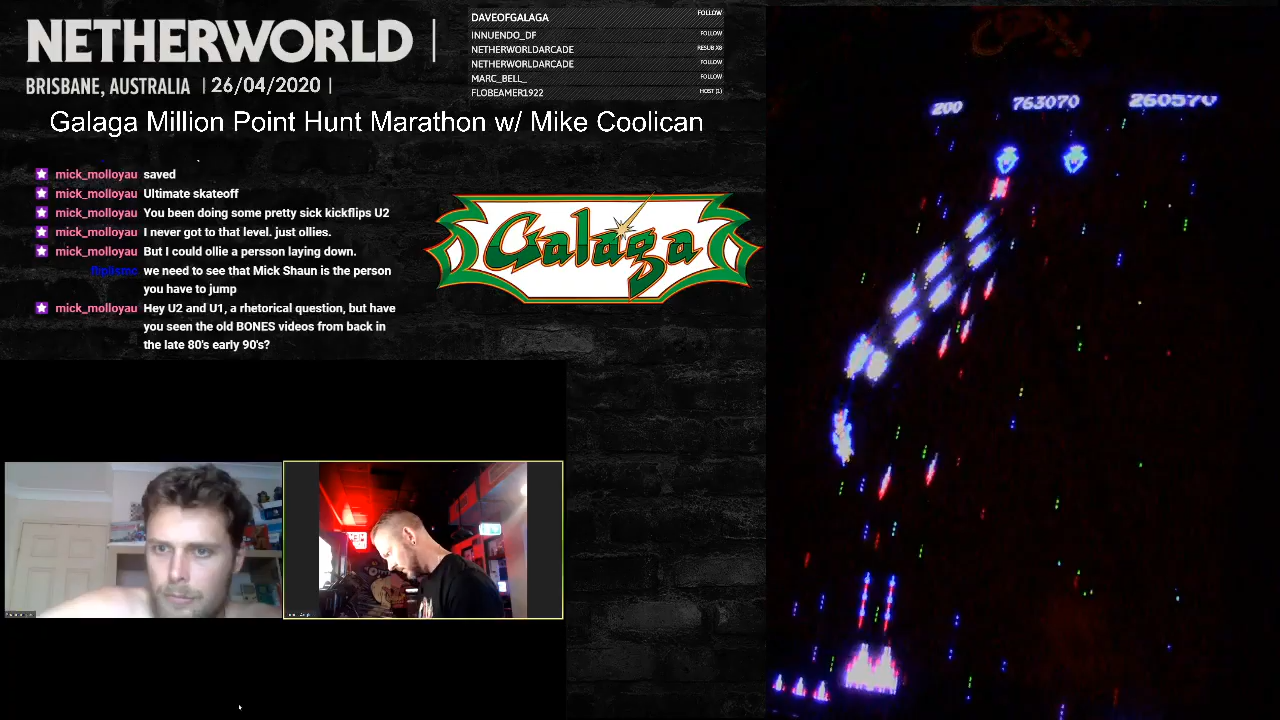 NETHERWORLD
BRISBANE, AUSTRALIA | 26/04/2020 |
DAVEOFGALAGA FOLLOW
INNUENDO_DF FOLLOW
NETHERWORLDARCADE RESUB X8
NETHERWORLDARCADE FOLLOW
MARC_BELL_ FOLLOW
FLOBEAMER1922 HOST (1)
Galaga Million Point Hunt Marathon w/ Mike Coolican
mick_molloyau saved
mick_molloyau Ultimate skateoff
mick_molloyau You been doing some pretty sick kickflips U2
mick_molloyau I never got to that level. just ollies.
mick_molloyau But I could ollie a persson laying down.
we need to see that Mick Shaun is the person
you have to jump
mick_molloyau Hey U2 and U1, a rhetorical question, but have
you seen the old BONES videos from back in
the late 80's early 90's?
Galaga
200 763070 260570